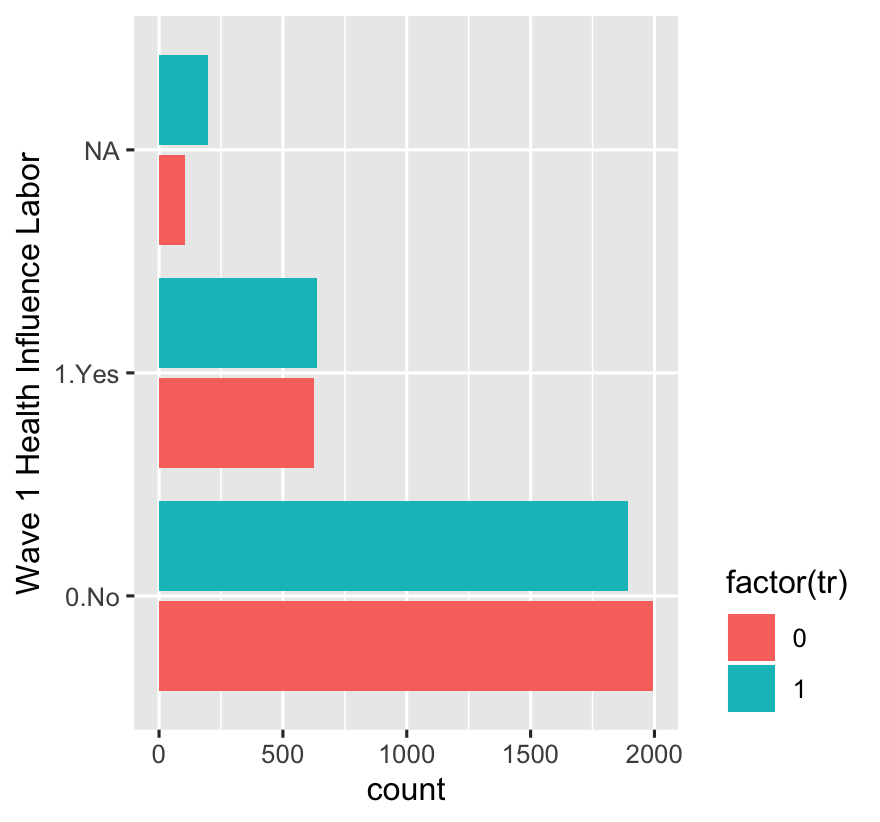 Wave 1 Health Influence Labor
NA
1.Yes
0.No
0
500
1000
1500
2000
count
factor(tr)
0
1